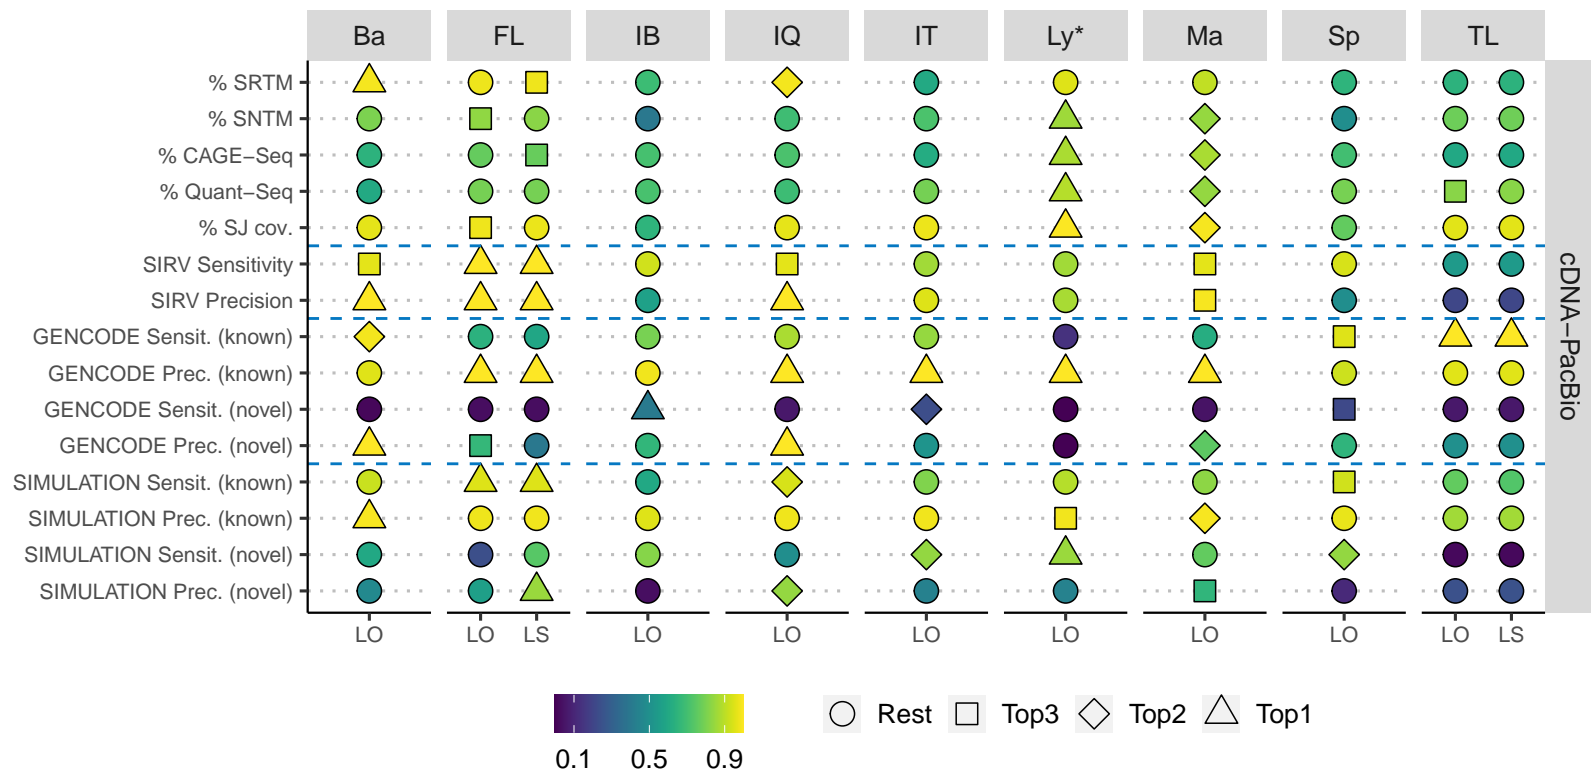 Ba FL IB IQ IT Ly* Ma Sp TL
% SRTM
% SNTM
% CAGE−Seq
% Quant−Seq
% SJ cov.
SIRV Sensitivity
SIRV Precision
GENCODE Sensit. (known)
GENCODE Prec. (known)
GENCODE Sensit. (novel)
GENCODE Prec. (novel)
SIMULATION Sensit. (known)
SIMULATION Prec. (known)
SIMULATION Sensit. (novel)
SIMULATION Prec. (novel)
cDNA−PacBio
LO LO LS LO LO LO LO LO LO LO LS
0.1 0.5 0.9
Rest Top3 Top2 Top1